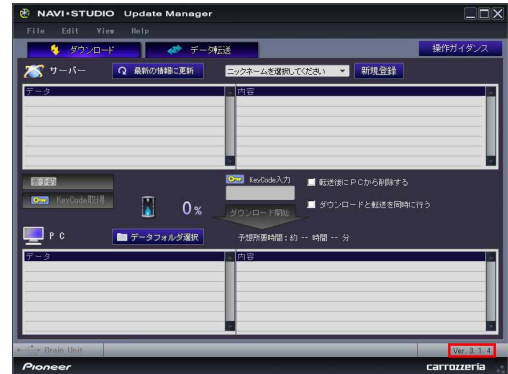 NAVI・STUDIO Update Manager
File Edit View Help
ダウンロード データ転送 操作ガイダンス
サーバー 最新の情報に更新 ニックネームを選択してください 新規登録
データ 内容
KeyCode入力 転送後にPCから削除する
KeyCode取得
ダウンロードと転送を同時に行う
0% ダウンロード開始
PC データフォルダ選択 予想所要時間:約 -- 時間 -- 分
データ 内容
Brain Unit Ver. 3. 1. 4
Pioneer carrozzeria